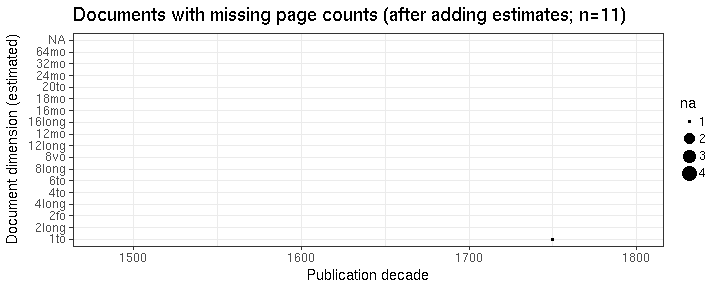 Documents with missing page counts (after adding estimates; n=11)
Document dimension (estimated)
NA
64mo
32mo
24mo
20to
18mo
16mo
16long
12mo
12long
8vo
8long
6to
4to
4long
2fo
2long
1to
1500
1600
1700
1800
Publication decade
na
1
2
3
4